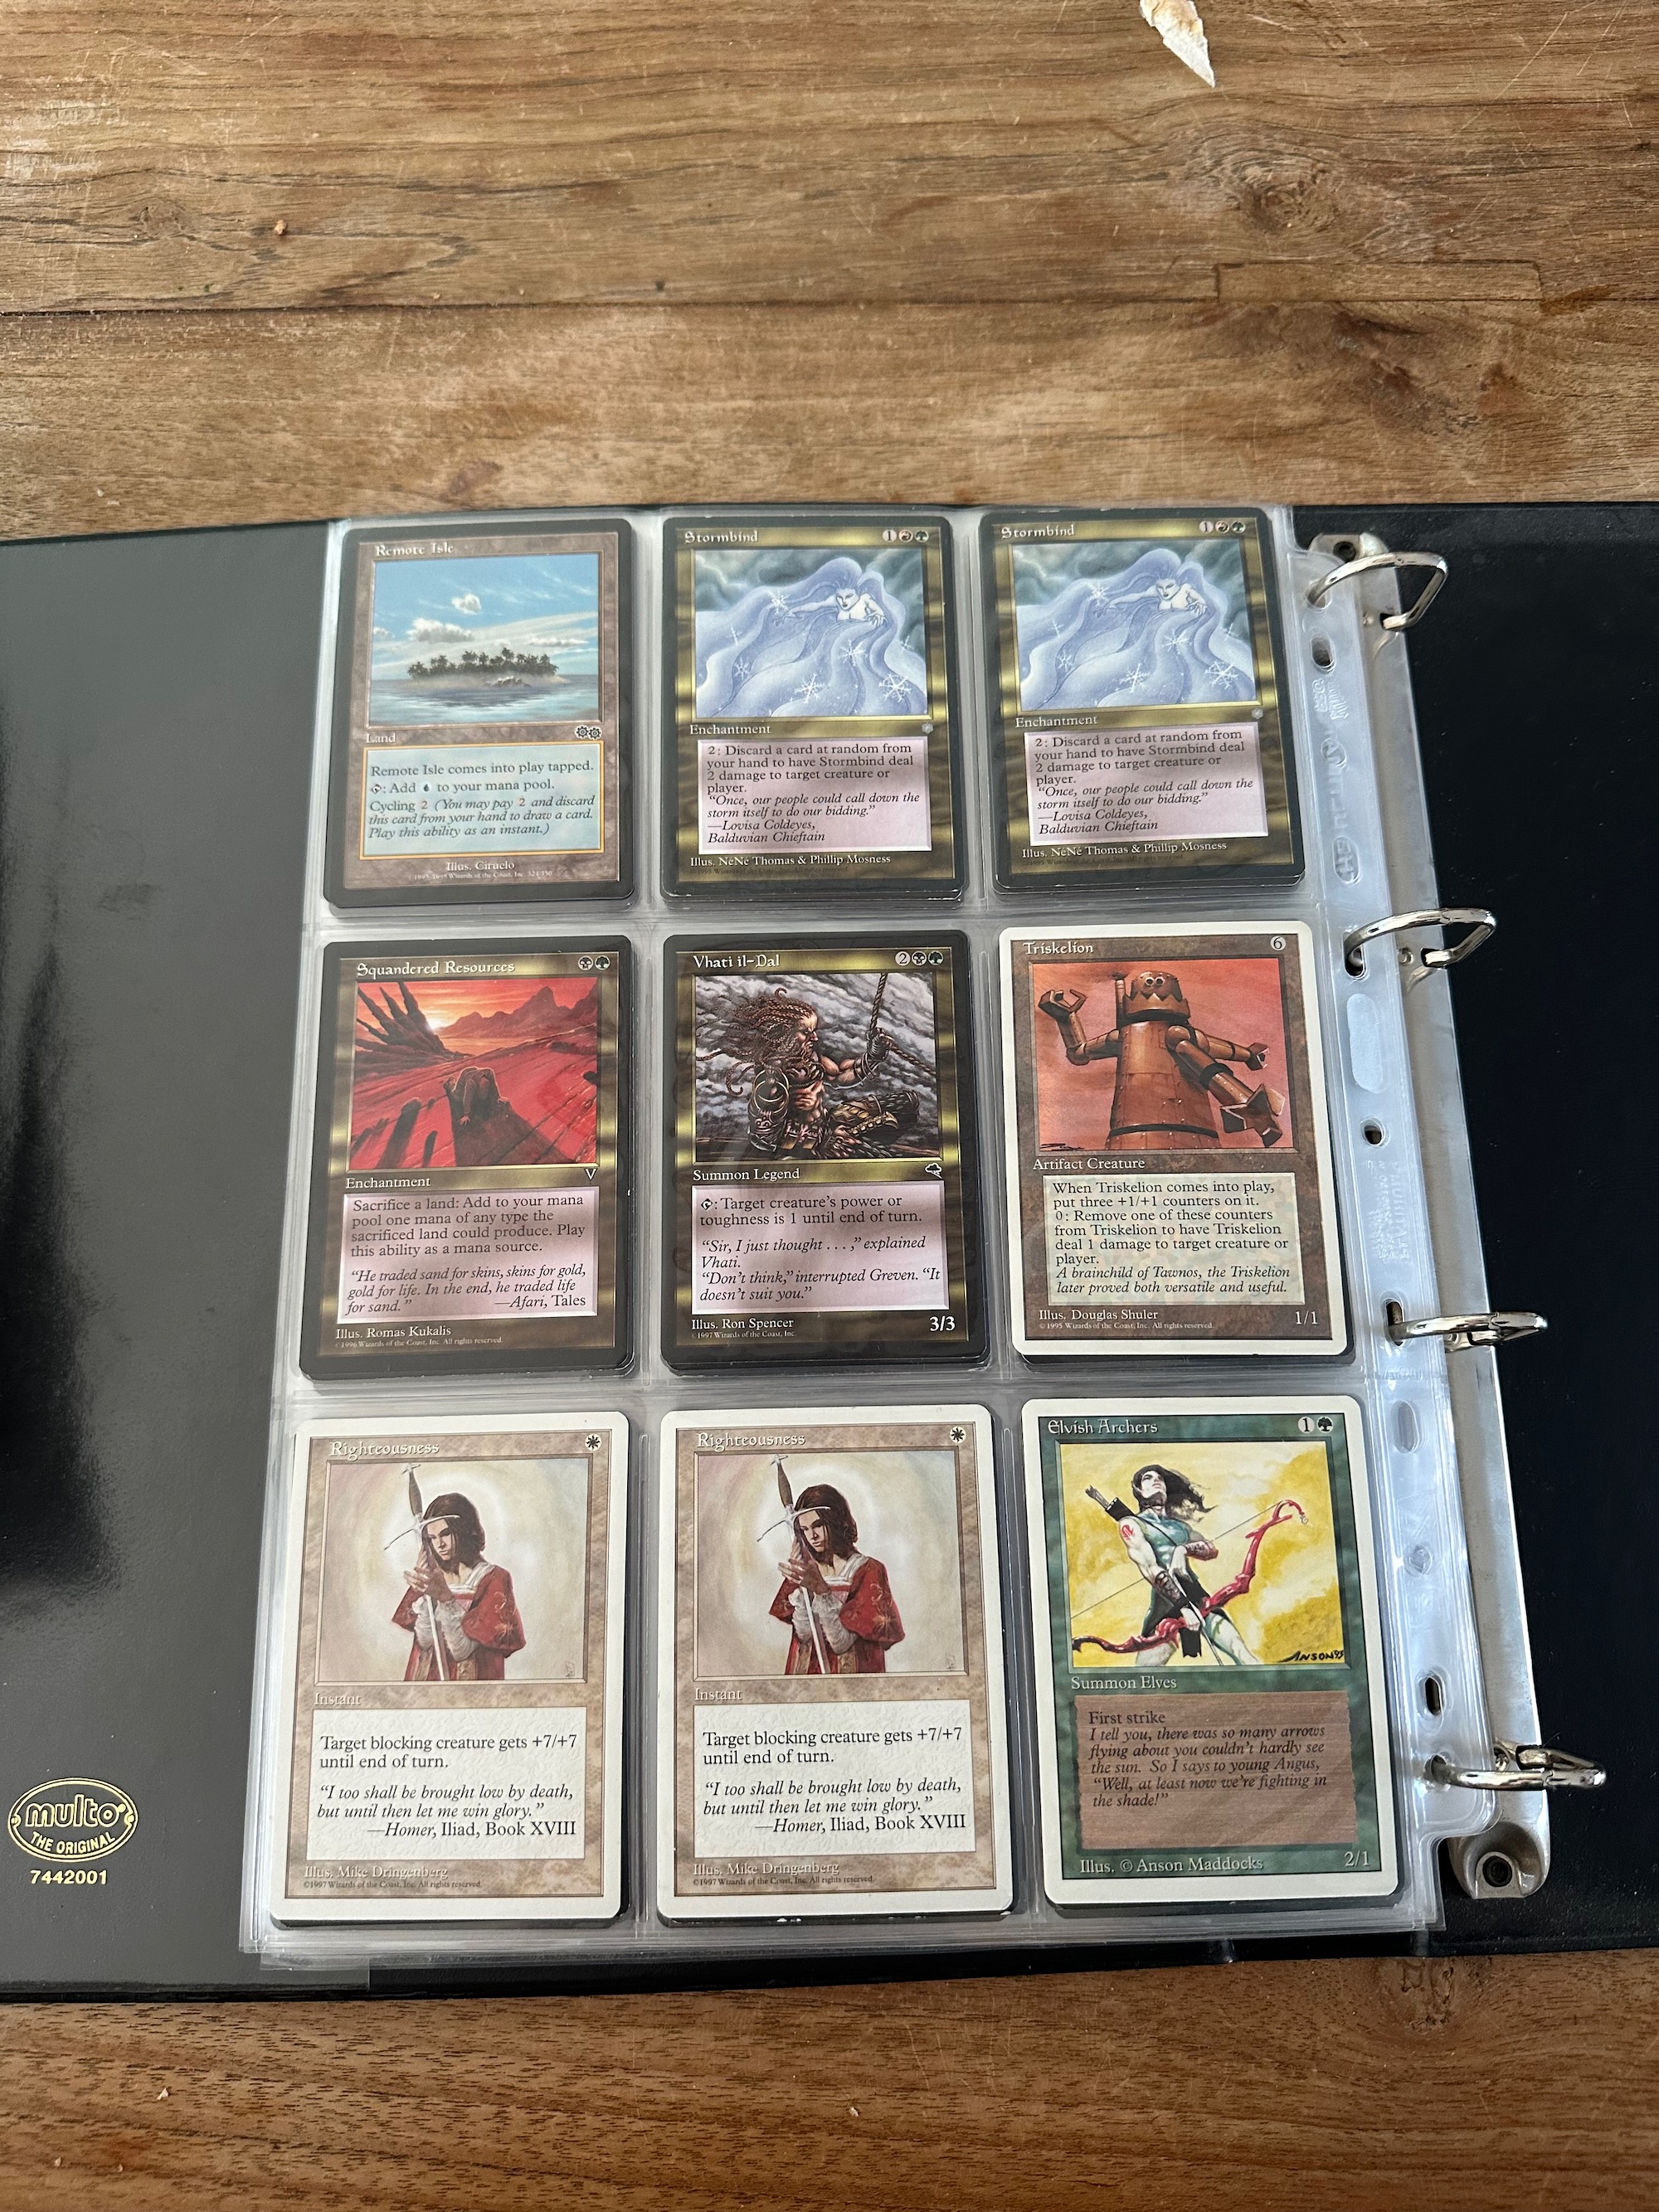 Remote Isle
Land
Remote Isle comes into play tapped.
: Add to your mana pool.
Cycling 2 (You may pay 2 and discard
this card from your hand to draw a card.
Play this ability as an instant.)
Illus. Ciruelo
Stormbind
1
Enchantment
2: Discard a card at random from
your hand to have Stormbind deal
2 damage to target creature or
player.
"Once, our people could call down the
storm itself to do our bidding."
—Lovisa Coldeyes,
Balduvian Chieftain
Illus. NéNé Thomas & Phillip Mosness
Stormbind
1
Enchantment
2: Discard a card at random from
your hand to have Stormbind deal
2 damage to target creature or
player.
"Once, our people could call down the
storm itself to do our bidding."
—Lovisa Coldeyes,
Balduvian Chieftain
Illus. NéNé Thomas & Phillip Mosness
Squandered Resources
Enchantment
V
Sacrifice a land: Add to your mana
pool one mana of any type the
sacrificed land could produce. Play
this ability as a mana source.
"He traded sand for skins, skins for gold,
gold for life. In the end, he traded life
for sand." —Afari, Tales
Illus. Romas Kukalis
©1996 Wizards of the Coast, Inc. All rights reserved.
Vhati il-Dal
2
Summon Legend
: Target creature's power or
toughness is 1 until end of turn.
"Sir, I just thought . . . ," explained
Vhati.
"Don't think," interrupted Greven. "It
doesn't suit you."
Illus. Ron Spencer
©1997 Wizards of the Coast, Inc.
3/3
Triskelion
6
Artifact Creature
When Triskelion comes into play,
put three +1/+1 counters on it.
0: Remove one of these counters
from Triskelion to have Triskelion
deal 1 damage to target creature or
player.
A brainchild of Tawnos, the Triskelion
later proved both versatile and useful.
Illus. Douglas Shuler
© 1995 Wizards of the Coast, Inc. All rights reserved.
1/1
Righteousness
Instant
Target blocking creature gets +7/+7
until end of turn.
"I too shall be brought low by death,
but until then let me win glory."
—Homer, Iliad, Book XVIII
Illus. Mike Dringenberg
©1997 Wizards of the Coast, Inc. All rights reserved.
Righteousness
Instant
Target blocking creature gets +7/+7
until end of turn.
"I too shall be brought low by death,
but until then let me win glory."
—Homer, Iliad, Book XVIII
Illus. Mike Dringenberg
©1997 Wizards of the Coast, Inc. All rights reserved.
Elvish Archers
1
ANSON
Summon Elves
First strike
I tell you, there was so many arrows
flying about you couldn't hardly see
the sun. So I says to young Angus,
"Well, at least now we're fighting in
the shade!"
Illus. © Anson Maddocks
2/1
multo
THE ORIGINAL
7442001